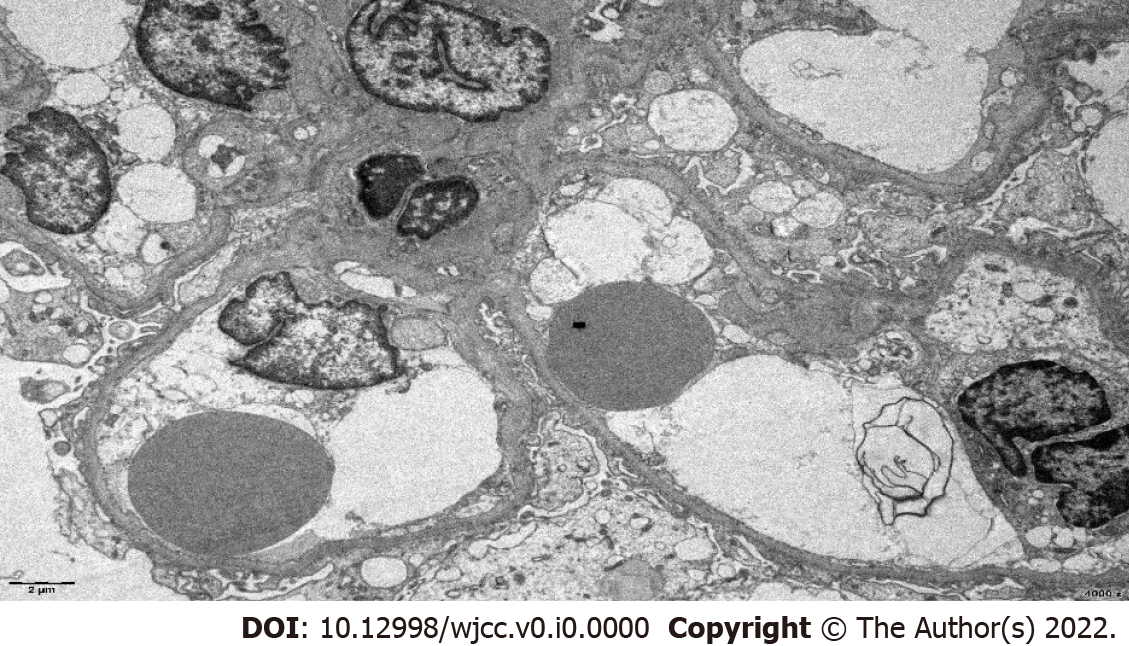 2 μm
4000 x
DOI: 10.12998/wjcc.v0.i0.0000 Copyright © The Author(s) 2022.